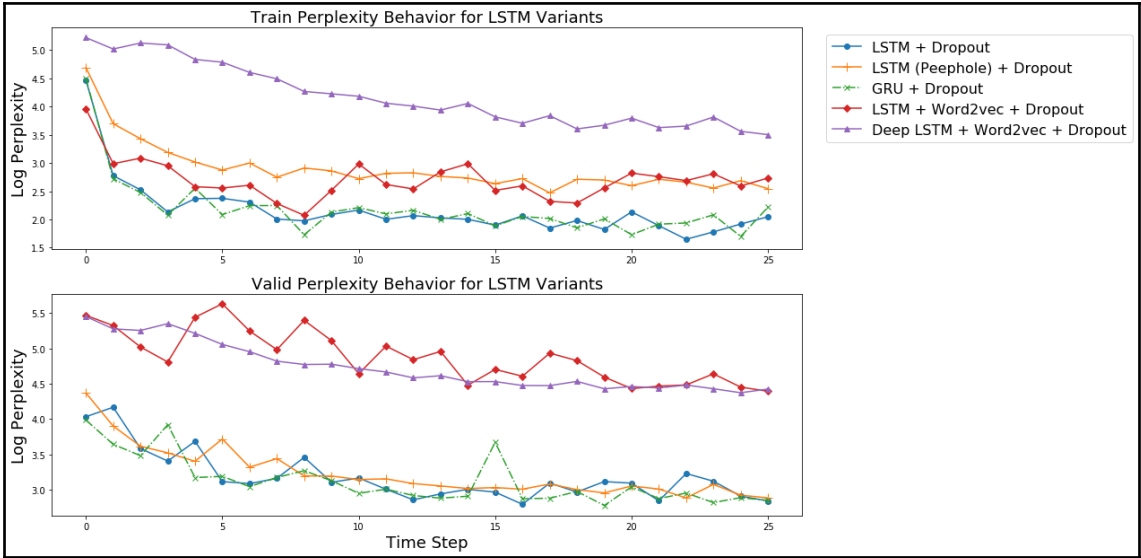 Train Perplexity Behavior for LSTM Variants
Log Perplexity
5.0
4.5
4.0
3.5
3.0
2.5
2.0
1.5
0
5
10
15
20
25
LSTM + Dropout
LSTM (Peephole) + Dropout
GRU + Dropout
LSTM + Word2vec + Dropout
Deep LSTM + Word2vec + Dropout
Valid Perplexity Behavior for LSTM Variants
Log Perplexity
5.5
5.0
4.5
4.0
3.5
3.0
0
5
10
15
20
25
Time Step